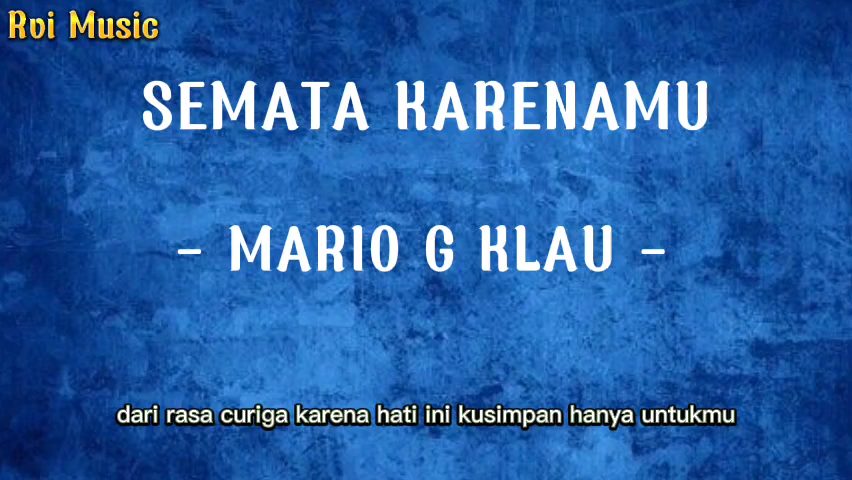 Rvi Music
SEMATA KARENAMU
- MARIO G KLAU -
dari rasa curiga karena hati ini kusimpan hanya untukmu